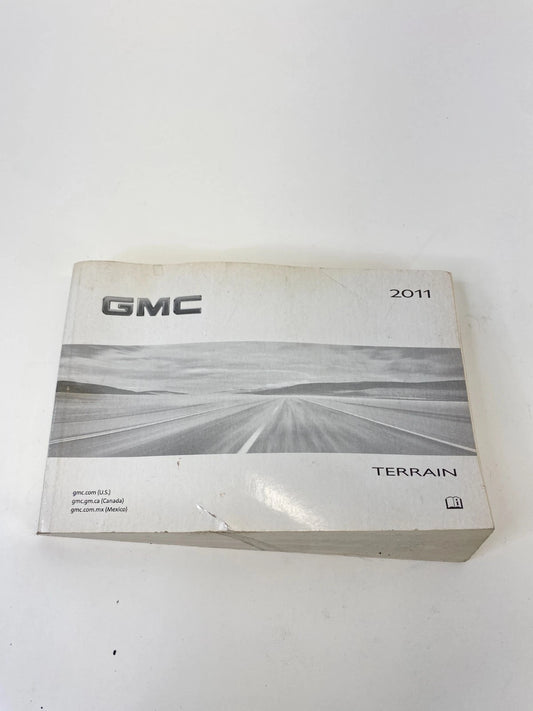 GMC
2011
TERRAIN
gmc.com (U.S.)
gmc.gm.ca (Canada)
gmc.com.mx (Mexico)